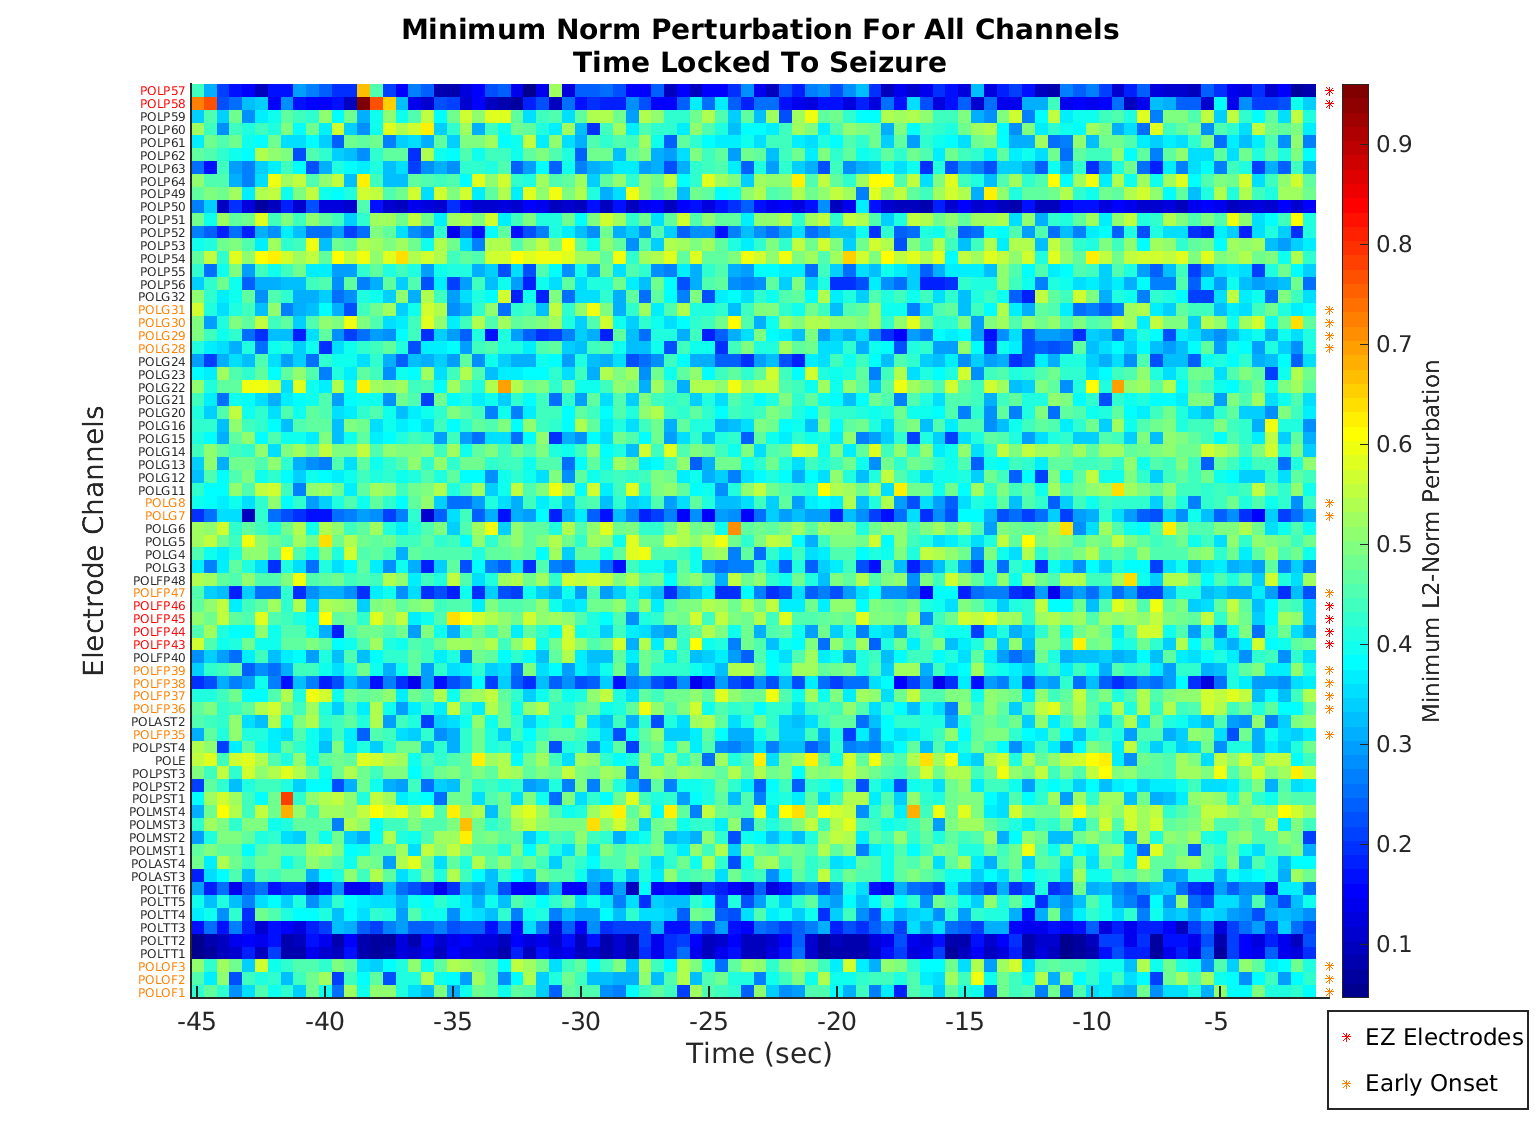 Minimum Norm Perturbation For All Channels
Time Locked To Seizure
POLP57
POLP58
POLP59
POLP60
POLP61
POLP62
POLP63
POLP64
POLP49
POLP50
POLP51
POLP52
POLP53
POLP54
POLP55
POLP56
POLG32
POLG31
POLG30
POLG29
POLG28
POLG24
POLG23
POLG22
POLG21
POLG20
POLG16
POLG15
POLG14
POLG13
POLG12
POLG11
POLG8
POLG7
POLG6
POLG5
POLG4
POLG3
POLFP48
POLFP47
POLFP46
POLFP45
POLFP44
POLFP43
POLFP40
POLFP39
POLFP38
POLFP37
POLFP36
POLAST2
POLFP35
POLPST4
POLE
POLPST3
POLPST2
POLPST1
POLMST4
POLMST3
POLMST2
POLMST1
POLAST4
POLAST3
POLTT6
POLTT5
POLTT4
POLTT3
POLTT2
POLTT1
POLOF3
POLOF2
POLOF1
Electrode Channels
-45 -40 -35 -30 -25 -20 -15 -10 -5
Time (sec)
0.9
0.8
0.7
0.6
0.5
0.4
0.3
0.2
0.1
Minimum L2-Norm Perturbation
EZ Electrodes
Early Onset